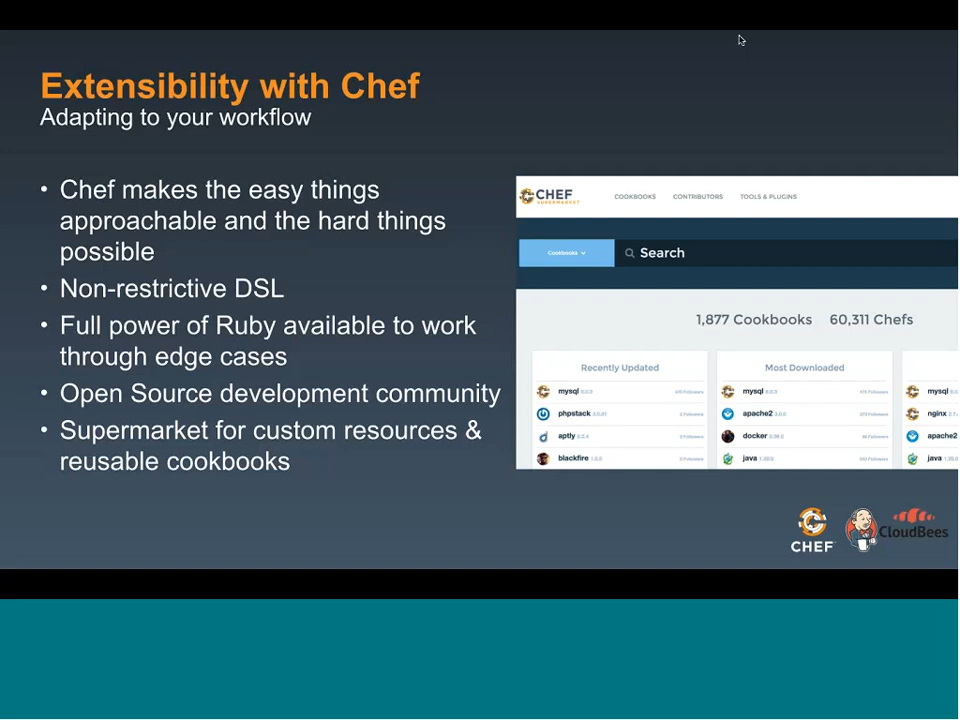 Extensibility with Chef
Adapting to your workflow
• Chef makes the easy things
approachable and the hard things
possible
• Non-restrictive DSL
• Full power of Ruby available to work
through edge cases
• Open Source development community
• Supermarket for custom resources &
reusable cookbooks
CHEF
SUPERMARKET
COOKBOOKS CONTRIBUTORS TOOLS & PLUGINS
Cookbooks
Search
1,877 Cookbooks 60,311 Chefs
Recently Updated
mysql
phpstack
aptly
blackfire
Most Downloaded
mysql
apache2
docker
java
mysql
nginx
apache2
java
CHEF
CloudBees